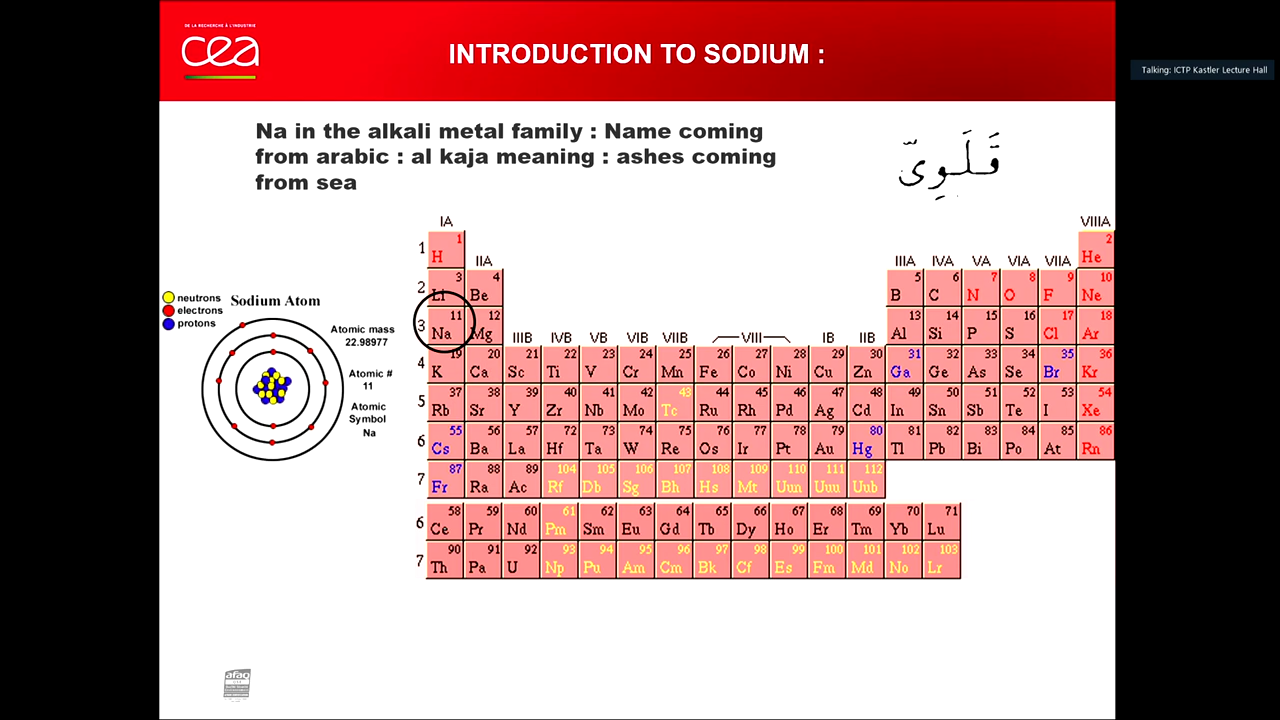 DE LA RECHERCHE À L'INDUSTRIE
cea
INTRODUCTION TO SODIUM :
Talking: ICTP Kastler Lecture Hall
Na in the alkali metal family : Name coming
from arabic : al kaja meaning : ashes coming
from sea
قَلَوِىّ
IA
VIIIA
1
1
H
2
He
IIA
IIIA IVA VA VIA VIIA
2
3 4 5 6 7 8 9 10
Li Be B C N O F Ne
3
11 12 13 14 15 16 17 18
Na Mg Al Si P S Cl Ar
IIIB IVB VB VIB VIIB VIII IB IIB
4
19 20 21 22 23 24 25 26 27 28 29 30 31 32 33 34 35 36
K Ca Sc Ti V Cr Mn Fe Co Ni Cu Zn Ga Ge As Se Br Kr
5
37 38 39 40 41 42 43 44 45 46 47 48 49 50 51 52 53 54
Rb Sr Y Zr Nb Mo Tc Ru Rh Pd Ag Cd In Sn Sb Te I Xe
6
55 56 57 72 73 74 75 76 77 78 79 80 81 82 83 84 85 86
Cs Ba La Hf Ta W Re Os Ir Pt Au Hg Tl Pb Bi Po At Rn
7
87 88 89 104 105 106 107 108 109 110 111 112
Fr Ra Ac Rf Db Sg Bh Hs Mt Uun Uuu Uub
6
58 59 60 61 62 63 64 65 66 67 68 69 70 71
Ce Pr Nd Pm Sm Eu Gd Tb Dy Ho Er Tm Yb Lu
7
90 91 92 93 94 95 96 97 98 99 100 101 102 103
Th Pa U Np Pu Am Cm Bk Cf Es Fm Md No Lr
neutrons
electrons
protons
Sodium Atom
Atomic mass
22.98977
Atomic #
11
Atomic
Symbol
Na
afaq